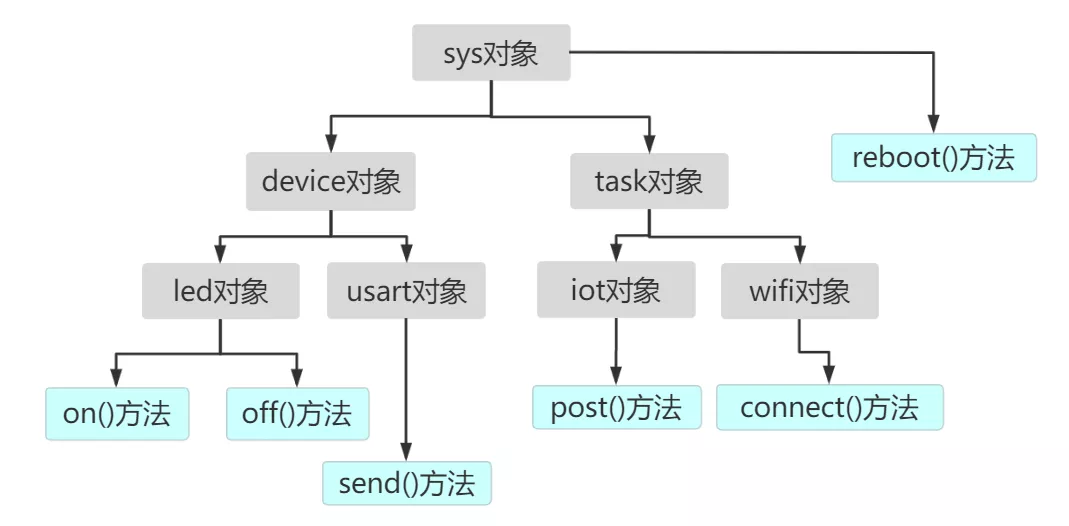 sys对象
reboot()方法
device对象
task对象
led对象
usart对象
iot对象
wifi对象
on()方法
off()方法
post()方法
connect()方法
send()方法